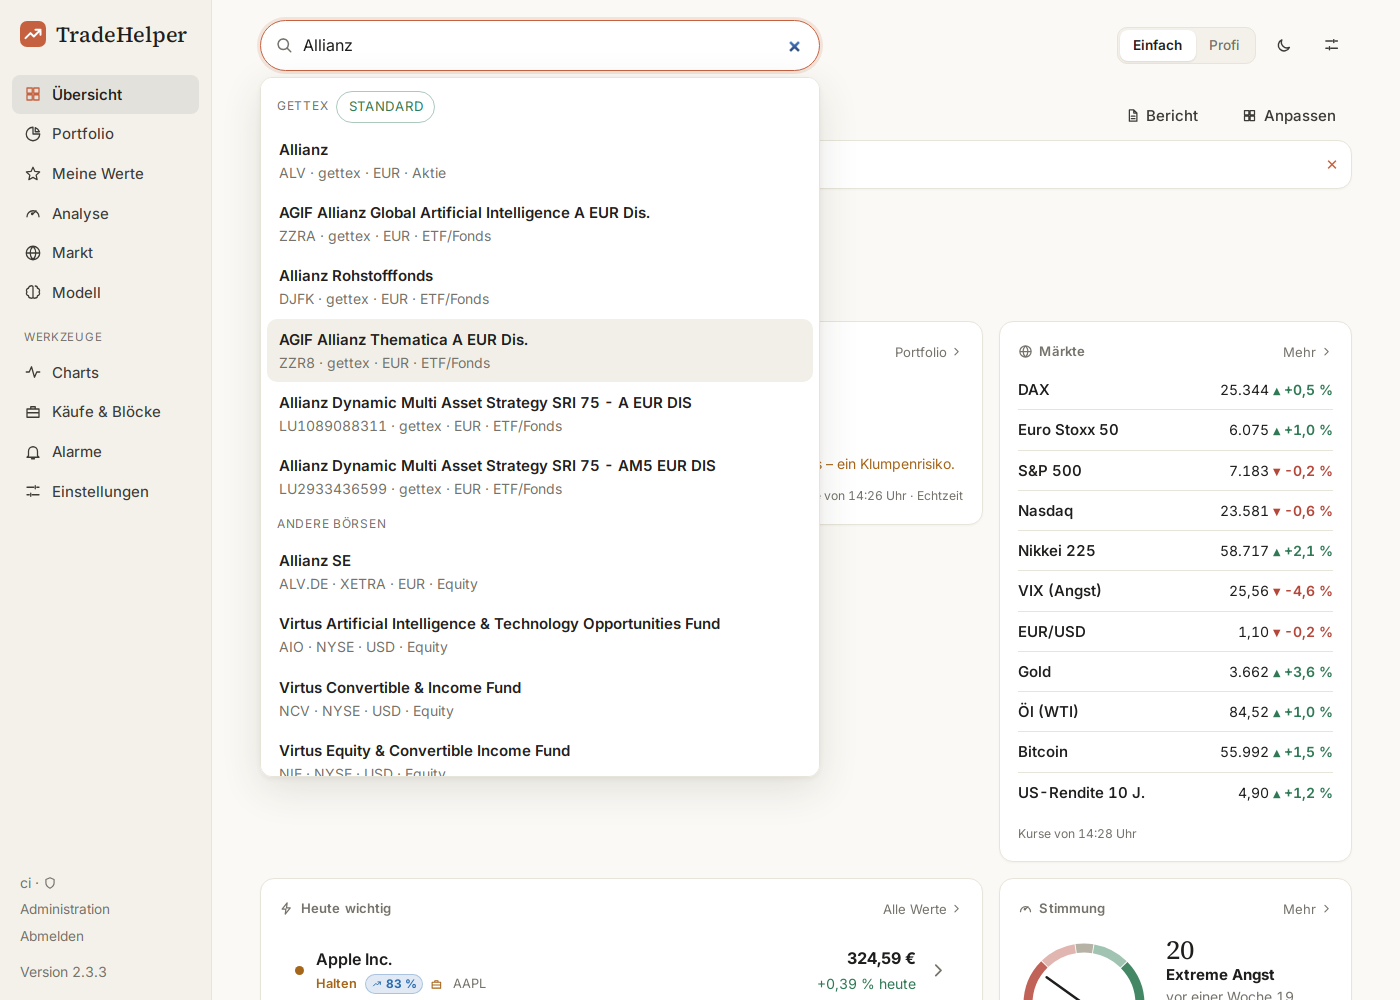 TradeHelper
Übersicht
Portfolio
Meine Werte
Analyse
Markt
Modell
WERKZEUGE
Charts
Käufe & Blöcke
Alarme
Einstellungen
ci ·
Administration
Abmelden
Version 2.3.3
Allianz
Einfach Profi
Bericht Anpassen
GETTEX STANDARD
Allianz
ALV · gettex · EUR · Aktie
AGIF Allianz Global Artificial Intelligence A EUR Dis.
ZZRA · gettex · EUR · ETF/Fonds
Allianz Rohstofffonds
DJFK · gettex · EUR · ETF/Fonds
AGIF Allianz Thematica A EUR Dis.
ZZR8 · gettex · EUR · ETF/Fonds
Allianz Dynamic Multi Asset Strategy SRI 75 - A EUR DIS
LU1089088311 · gettex · EUR · ETF/Fonds
Allianz Dynamic Multi Asset Strategy SRI 75 - AM5 EUR DIS
LU2933436599 · gettex · EUR · ETF/Fonds
ANDERE BÖRSEN
Allianz SE
ALV.DE · XETRA · EUR · Equity
Virtus Artificial Intelligence & Technology Opportunities Fund
AIO · NYSE · USD · Equity
Virtus Convertible & Income Fund
NCV · NYSE · USD · Equity
Virtus Equity & Convertible Income Fund
NIE · NYSE · USD · Equity
Portfolio
– ein Klumpenrisiko.
von 14:26 Uhr · Echtzeit
Märkte Mehr
DAX 25.344 ▲ +0,5 %
Euro Stoxx 50 6.075 ▲ +1,0 %
S&P 500 7.183 ▼ -0,2 %
Nasdaq 23.581 ▼ -0,6 %
Nikkei 225 58.717 ▲ +2,1 %
VIX (Angst) 25,56 ▼ -4,6 %
EUR/USD 1,10 ▼ -0,2 %
Gold 3.662 ▲ +3,6 %
Öl (WTI) 84,52 ▲ +1,0 %
Bitcoin 55.992 ▲ +1,5 %
US-Rendite 10 J. 4,90 ▲ +1,2 %
Kurse von 14:28 Uhr
Heute wichtig Alle Werte
Apple Inc. 324,59 €
Halten 83 % AAPL +0,39 % heute
Stimmung Mehr
20
Extreme Angst
vor einer Woche 19